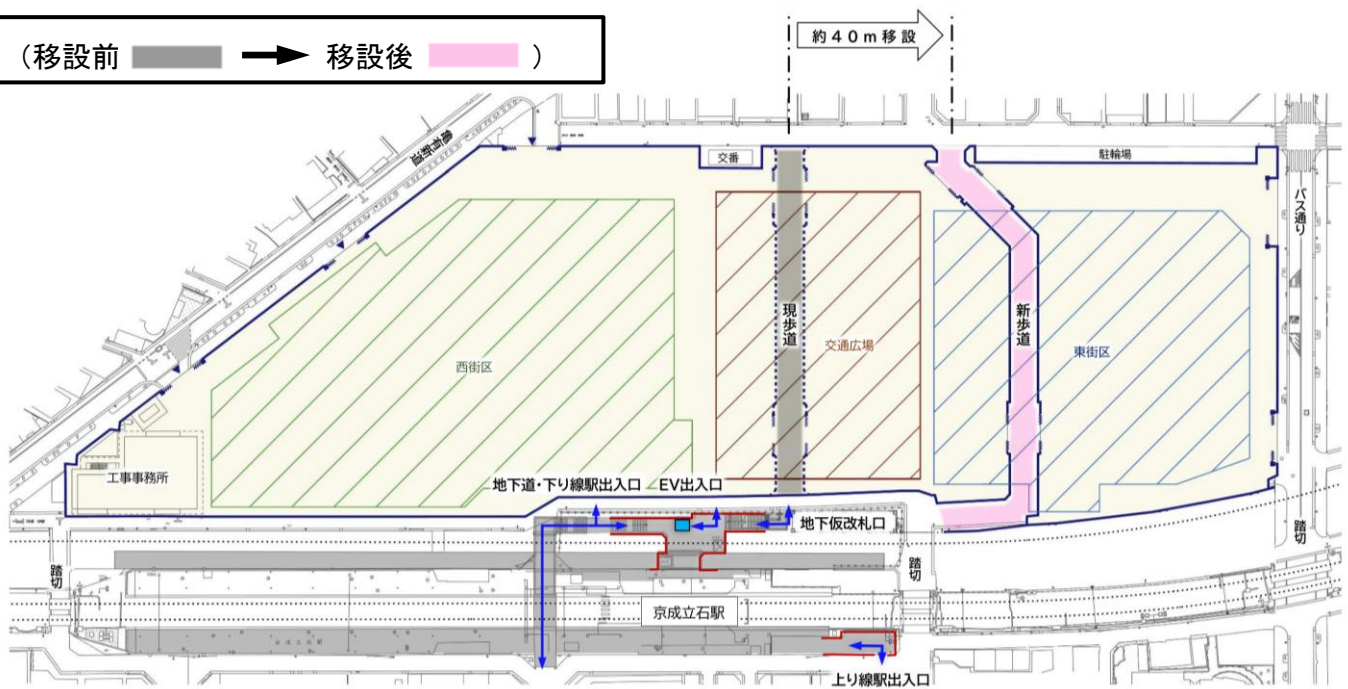 (移設前 → 移設後 )
約40m移設
亀有新道
交番
駐輪場
バス通り
現歩道
新歩道
西街区
交通広場
東街区
工事事務所
地下道・下り線駅出入口
EV出入口
地下仮改札口
踏切
踏切
踏切
京成立石駅
上り線駅出入口